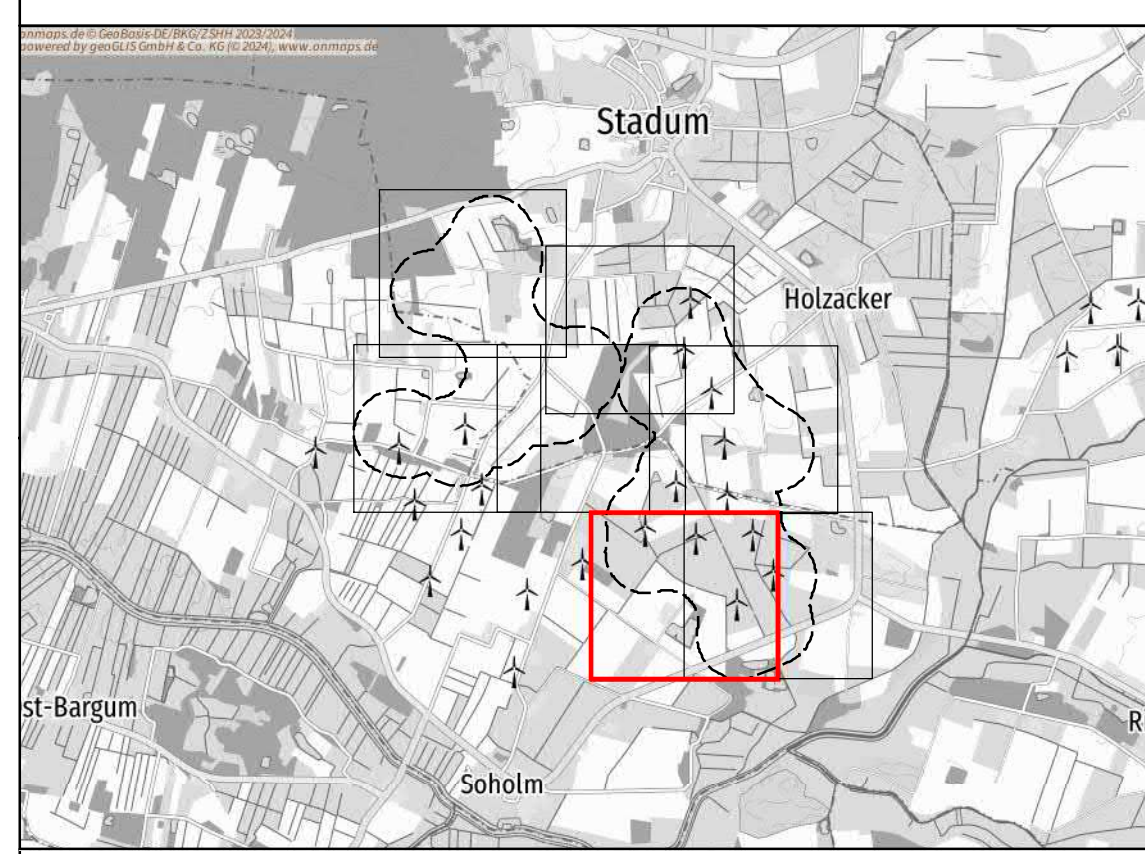 onmaps.de © GeoBasis-DE/BKG/ZSHH 2023/2024
powered by geoGLIS GmbH & Co. KG (© 2024), www.onmaps.de
Stadum
Holzacker
st-Bargum
R
Soholm